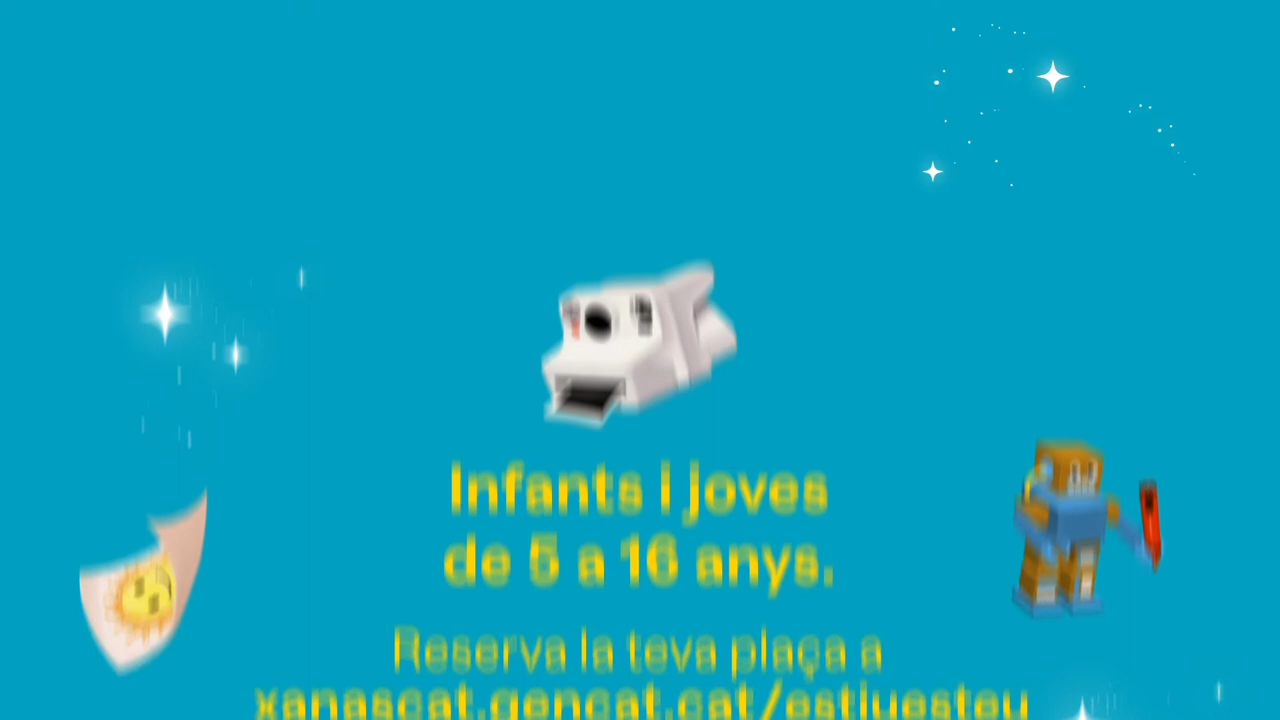 Infants i joves
de 5 a 16 anys.
Reserva la teva plaça a
xanascat.gencat.cat/estiuesteu